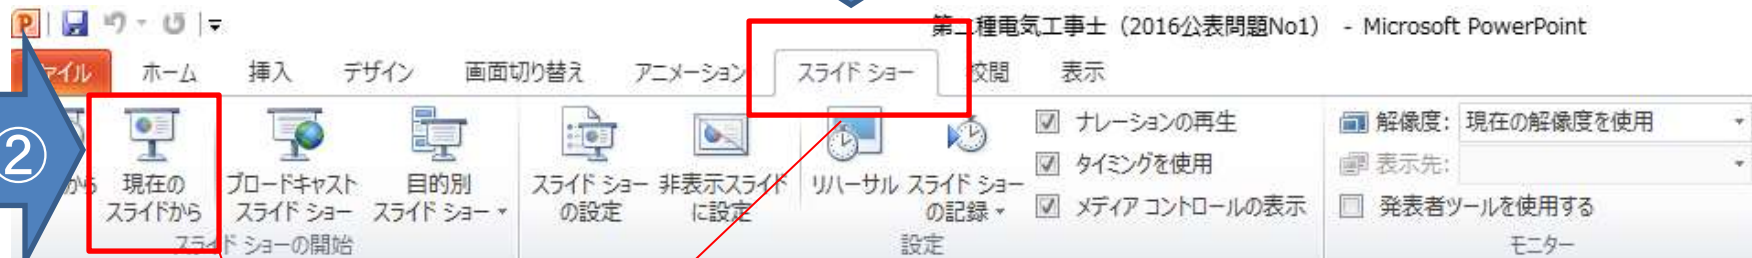 第二種電気工事士（2016公表問題No1） - Microsoft PowerPoint
ァイル ホーム 挿入 デザイン 画面切り替え アニメーション スライド ショー 校閲 表示
②
から
現在の
スライドから
ブロードキャスト
スライド ショー
目的別
スライド ショー
スライド ショー
の設定
非表示スライド
に設定
リハーサル
スライド ショー
の記録
ナレーションの再生
タイミングを使用
メディア コントロールの表示
解像度: 現在の解像度を使用
表示先:
発表者ツールを使用する
スライド ショーの開始
設定
モニター